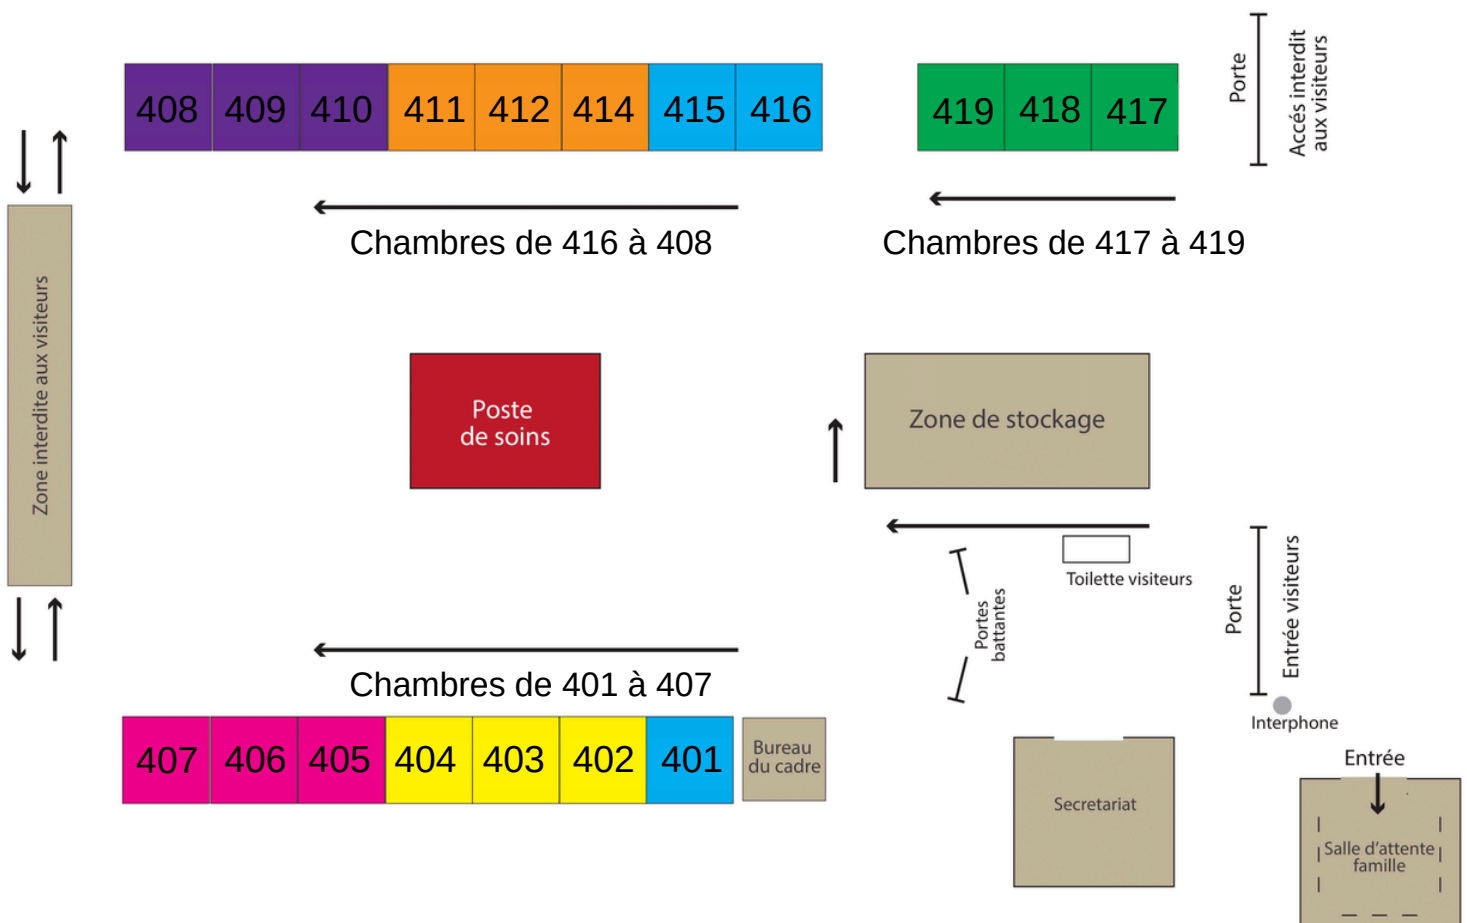 408 409 410 411 412 414 415 416
419 418 417
Porte
Accés interdit
aux visiteurs
Chambres de 416 à 408
Chambres de 417 à 419
Zone interdite aux visiteurs
Poste
de soins
Zone de stockage
Toilette visiteurs
Portes
battantes
Porte
Entrée visiteurs
Interphone
Chambres de 401 à 407
407 406 405 404 403 402 401
Bureau
du cadre
Secretariat
Entrée
Salle d'attente
famille